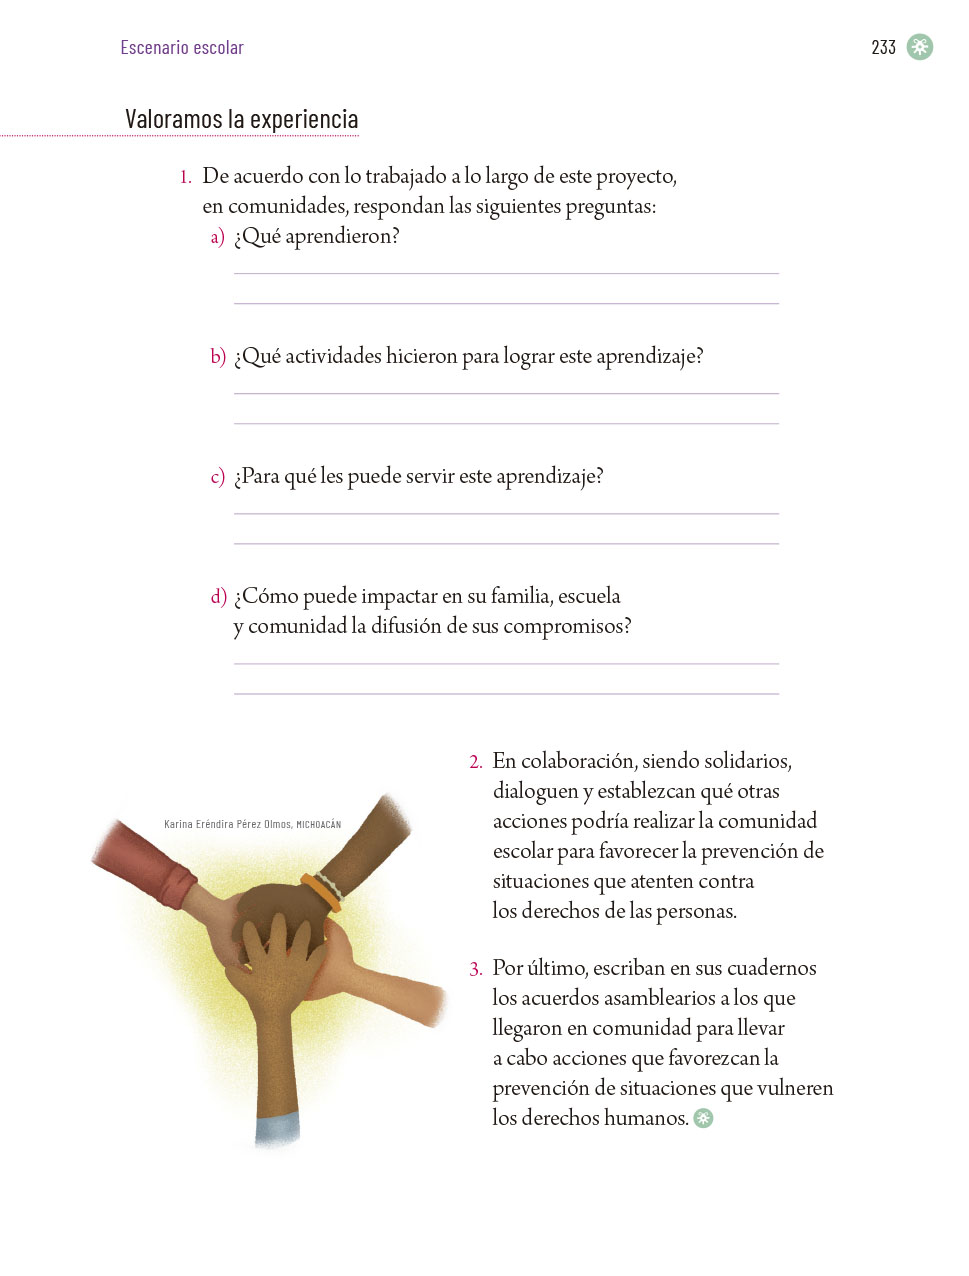 Escenario escolar
233
Valoramos la experiencia
1. De acuerdo con lo trabajado a lo largo de este proyecto,
en comunidades, respondan las siguientes preguntas:
a) ¿Qué aprendieron?
b) ¿Qué actividades hicieron para lograr este aprendizaje?
c) ¿Para qué les puede servir este aprendizaje?
d) ¿Cómo puede impactar en su familia, escuela
y comunidad la difusión de sus compromisos?
2. En colaboración, siendo solidarios,
dialoguen y establezcan qué otras
acciones podría realizar la comunidad
escolar para favorecer la prevención de
situaciones que atenten contra
los derechos de las personas.
Karina Eréndira Pérez Olmos, MICHOACÁN
3. Por último, escriban en sus cuadernos
los acuerdos asamblearios a los que
llegaron en comunidad para llevar
a cabo acciones que favorezcan la
prevención de situaciones que vulneren
los derechos humanos.